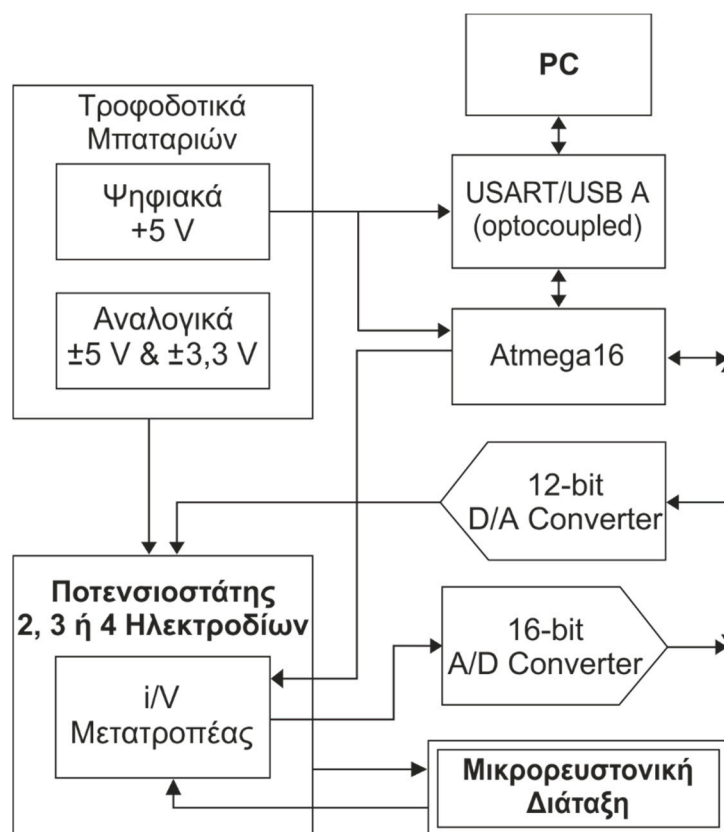 PC
Τροφοδοτικά
Μπαταριών
Ψηφιακά
+5 V
USART/USB A
(optocoupled)
Αναλογικά
±5 V & ±3,3 V
Atmega16
12-bit
D/A Converter
Ποτενσιοστάτης
2, 3 ή 4 Ηλεκτροδίων
16-bit
A/D Converter
i/V
Μετατροπέας
Μικρορευστονική
Διάταξη